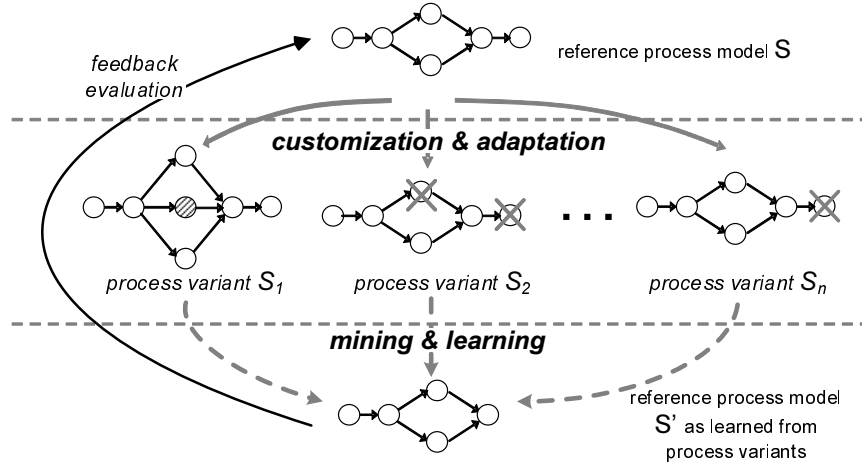 reference process model S
feedback
evaluation
customization & adaptation
...
process variant S1
process variant S2
process variant Sn
mining & learning
reference process model
S' as learned from
process variants